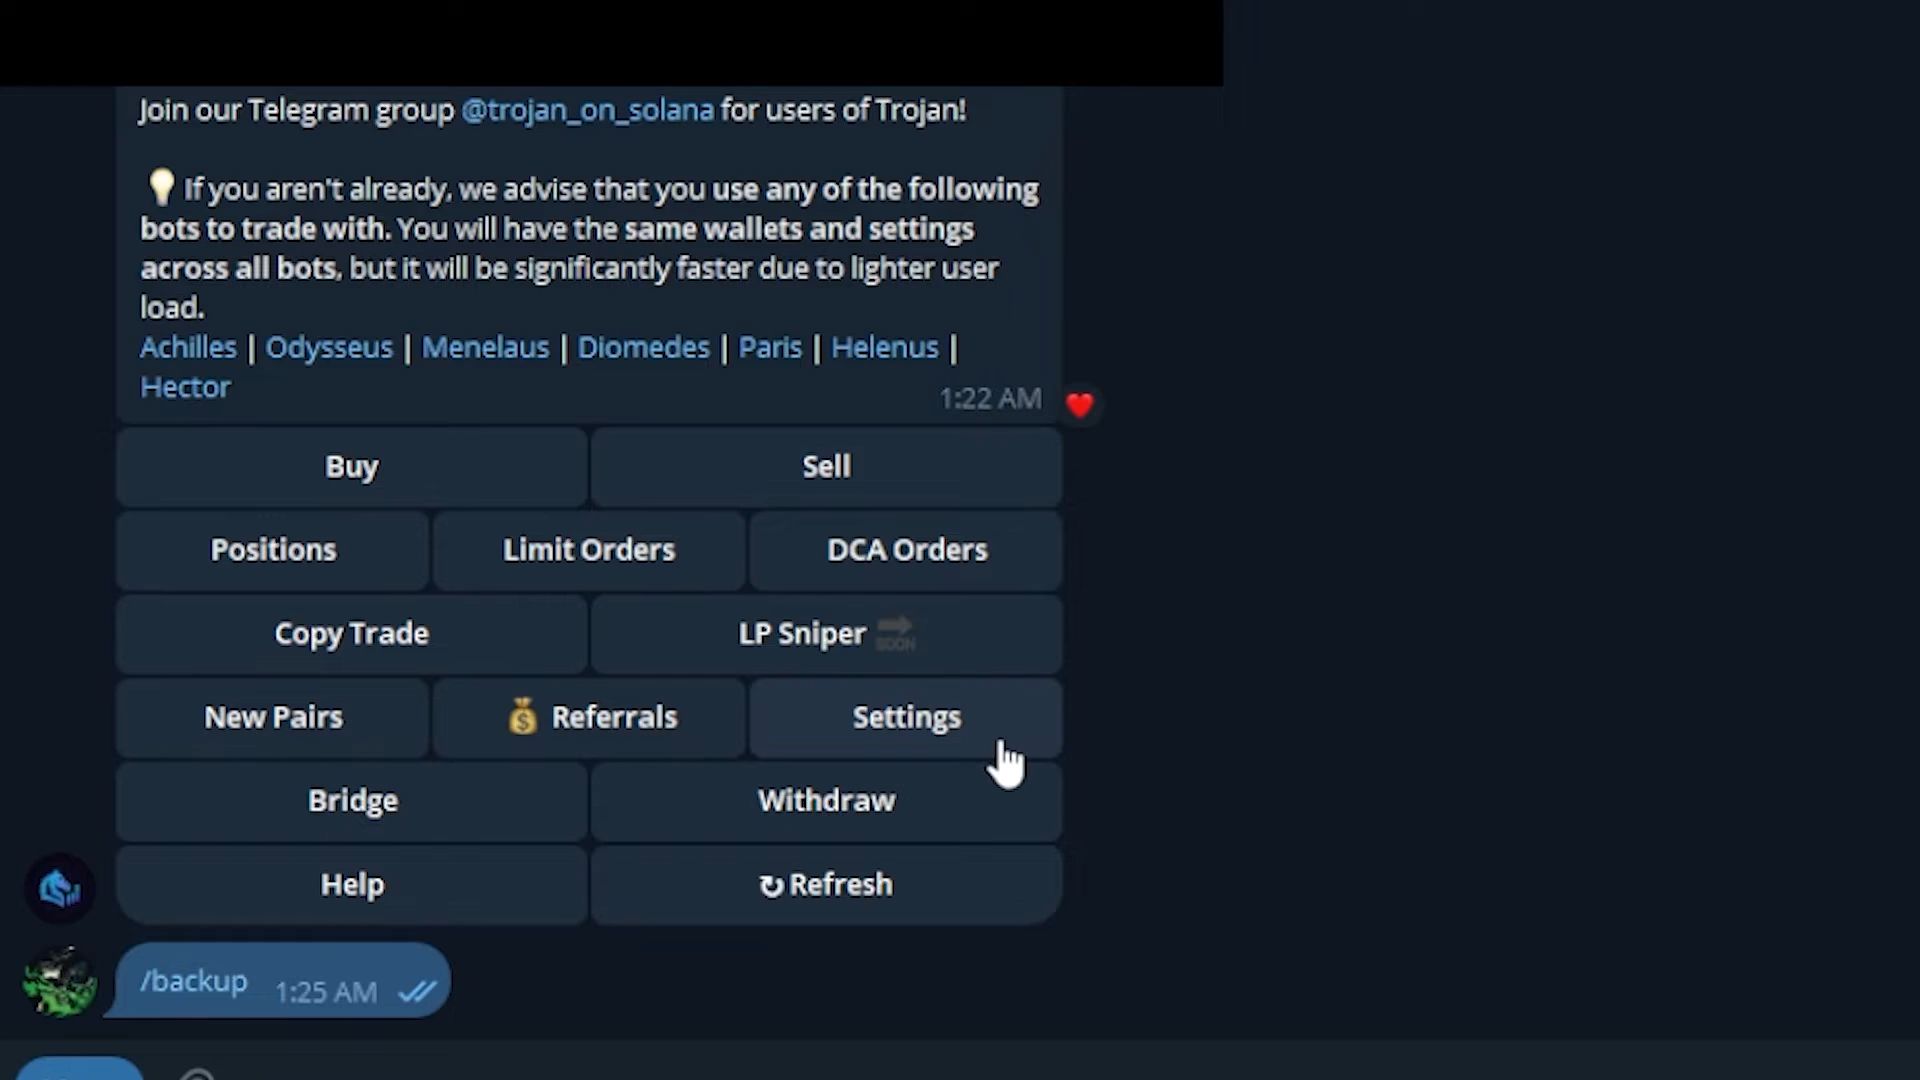 Join our Telegram group @trojan_on_solana for users of Trojan!
💡 If you aren't already, we advise that you use any of the following
bots to trade with. You will have the same wallets and settings
across all bots, but it will be significantly faster due to lighter user
load.
Achilles | Odysseus | Menelaus | Diomedes | Paris | Helenus |
Hector
1:22 AM
Buy
Sell
Positions
Limit Orders
DCA Orders
Copy Trade
LP Sniper SOON
New Pairs
💰 Referrals
Settings
Bridge
Withdraw
Help
↻ Refresh
/backup 1:25 AM